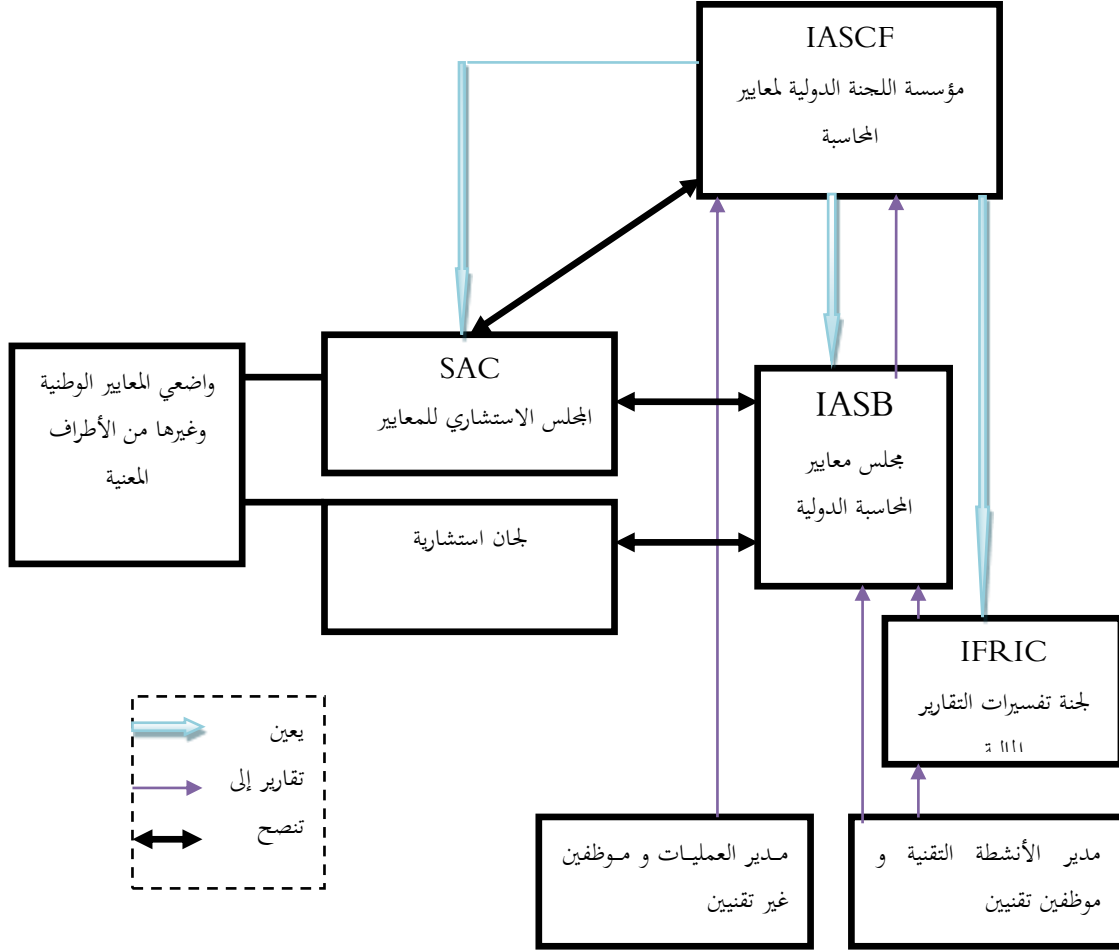 IASCF
مؤسسة اللجنة الدولية لمعايير
المحاسبة
SAC
المجلس الاستشاري للمعايير
واضعي المعايير الوطنية
وغيرها من الأطراف
المعنية
IASB
مجلس معايير
المحاسبة الدولية
لجان استشارية
IFRIC
لجنة تفسيرات التقارير
يعين
تقارير إلى
تنصح
مـدير العمليـات و مـوظفين
غير تقنيين
مدير الأنشطة التقنية و
موظفين تقنيين